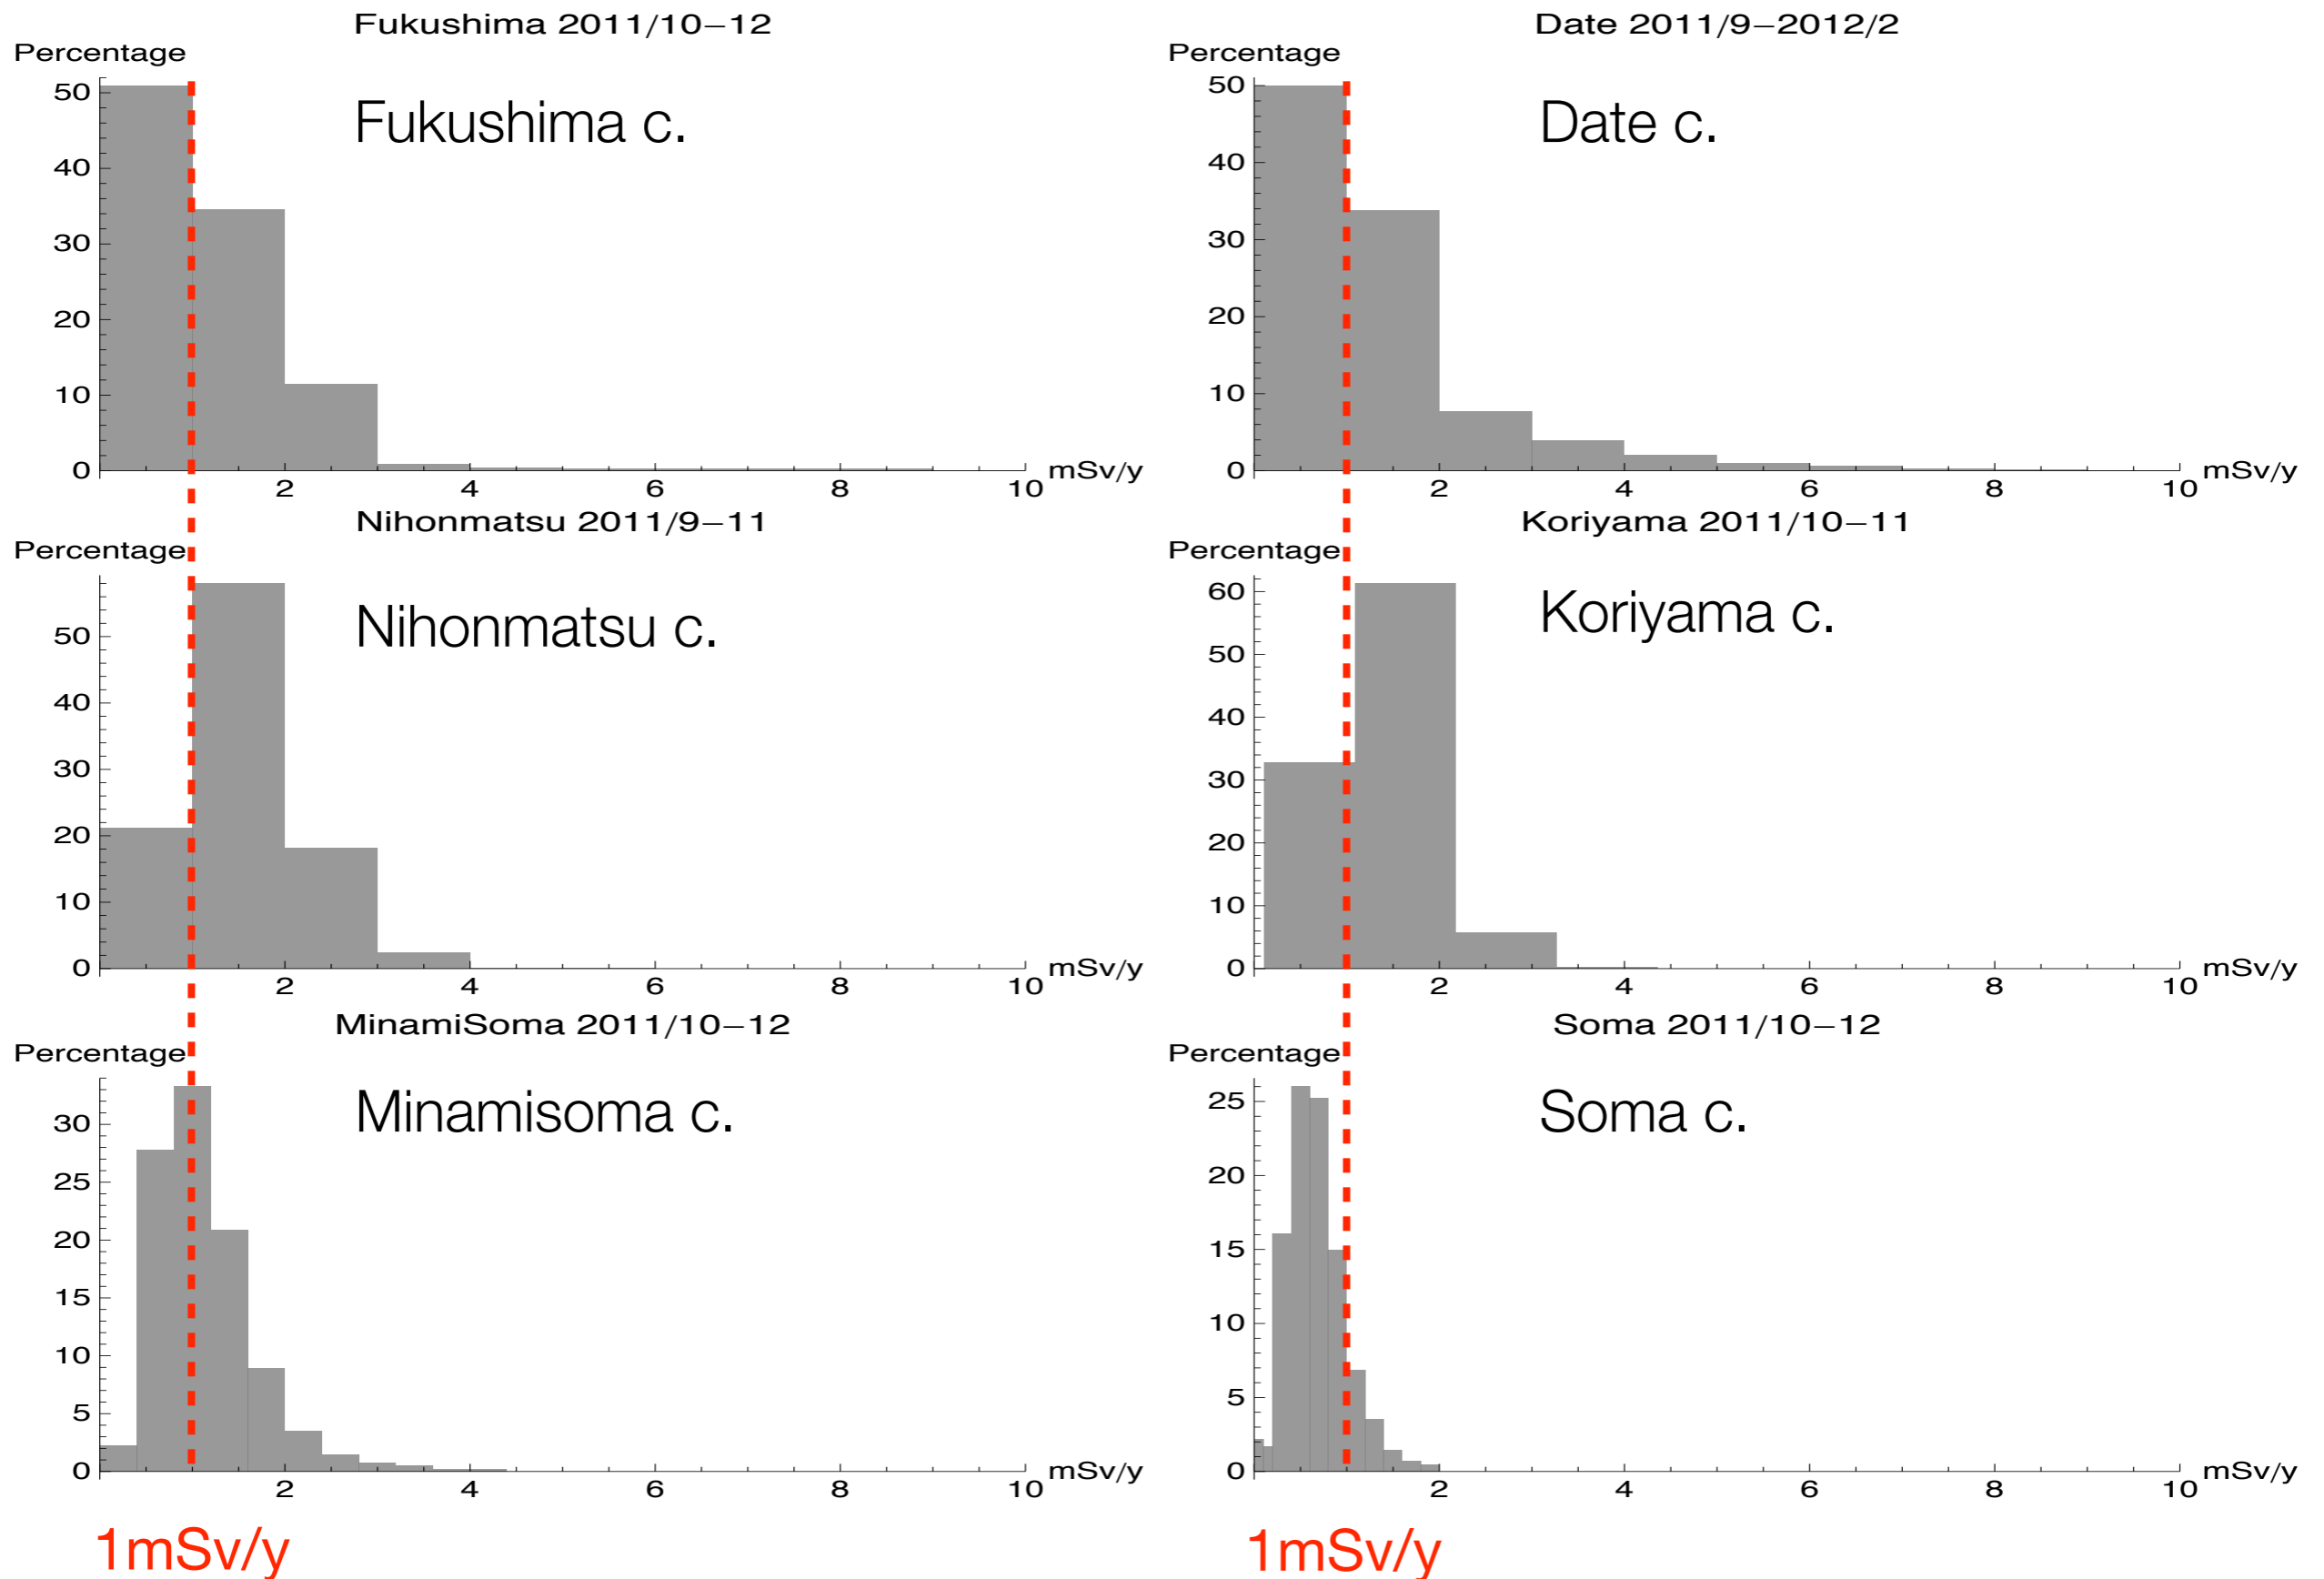 Fukushima 2011/10−12
Percentage
Fukushima c.
50
40
30
20
10
0
2
4
6
8
10
mSv/y
Date 2011/9−2012/2
Percentage
Date c.
50
40
30
20
10
0
2
4
6
8
10
mSv/y
Nihonmatsu 2011/9−11
Percentage
Nihonmatsu c.
50
40
30
20
10
0
2
4
6
8
10
mSv/y
Koriyama 2011/10−11
Percentage
Koriyama c.
60
50
40
30
20
10
0
2
4
6
8
10
mSv/y
MinamiSoma 2011/10−12
Percentage
Minamisoma c.
30
25
20
15
10
5
0
2
4
6
8
10
mSv/y
Soma 2011/10−12
Percentage
Soma c.
25
20
15
10
5
0
2
4
6
8
10
mSv/y
1mSv/y
1mSv/y